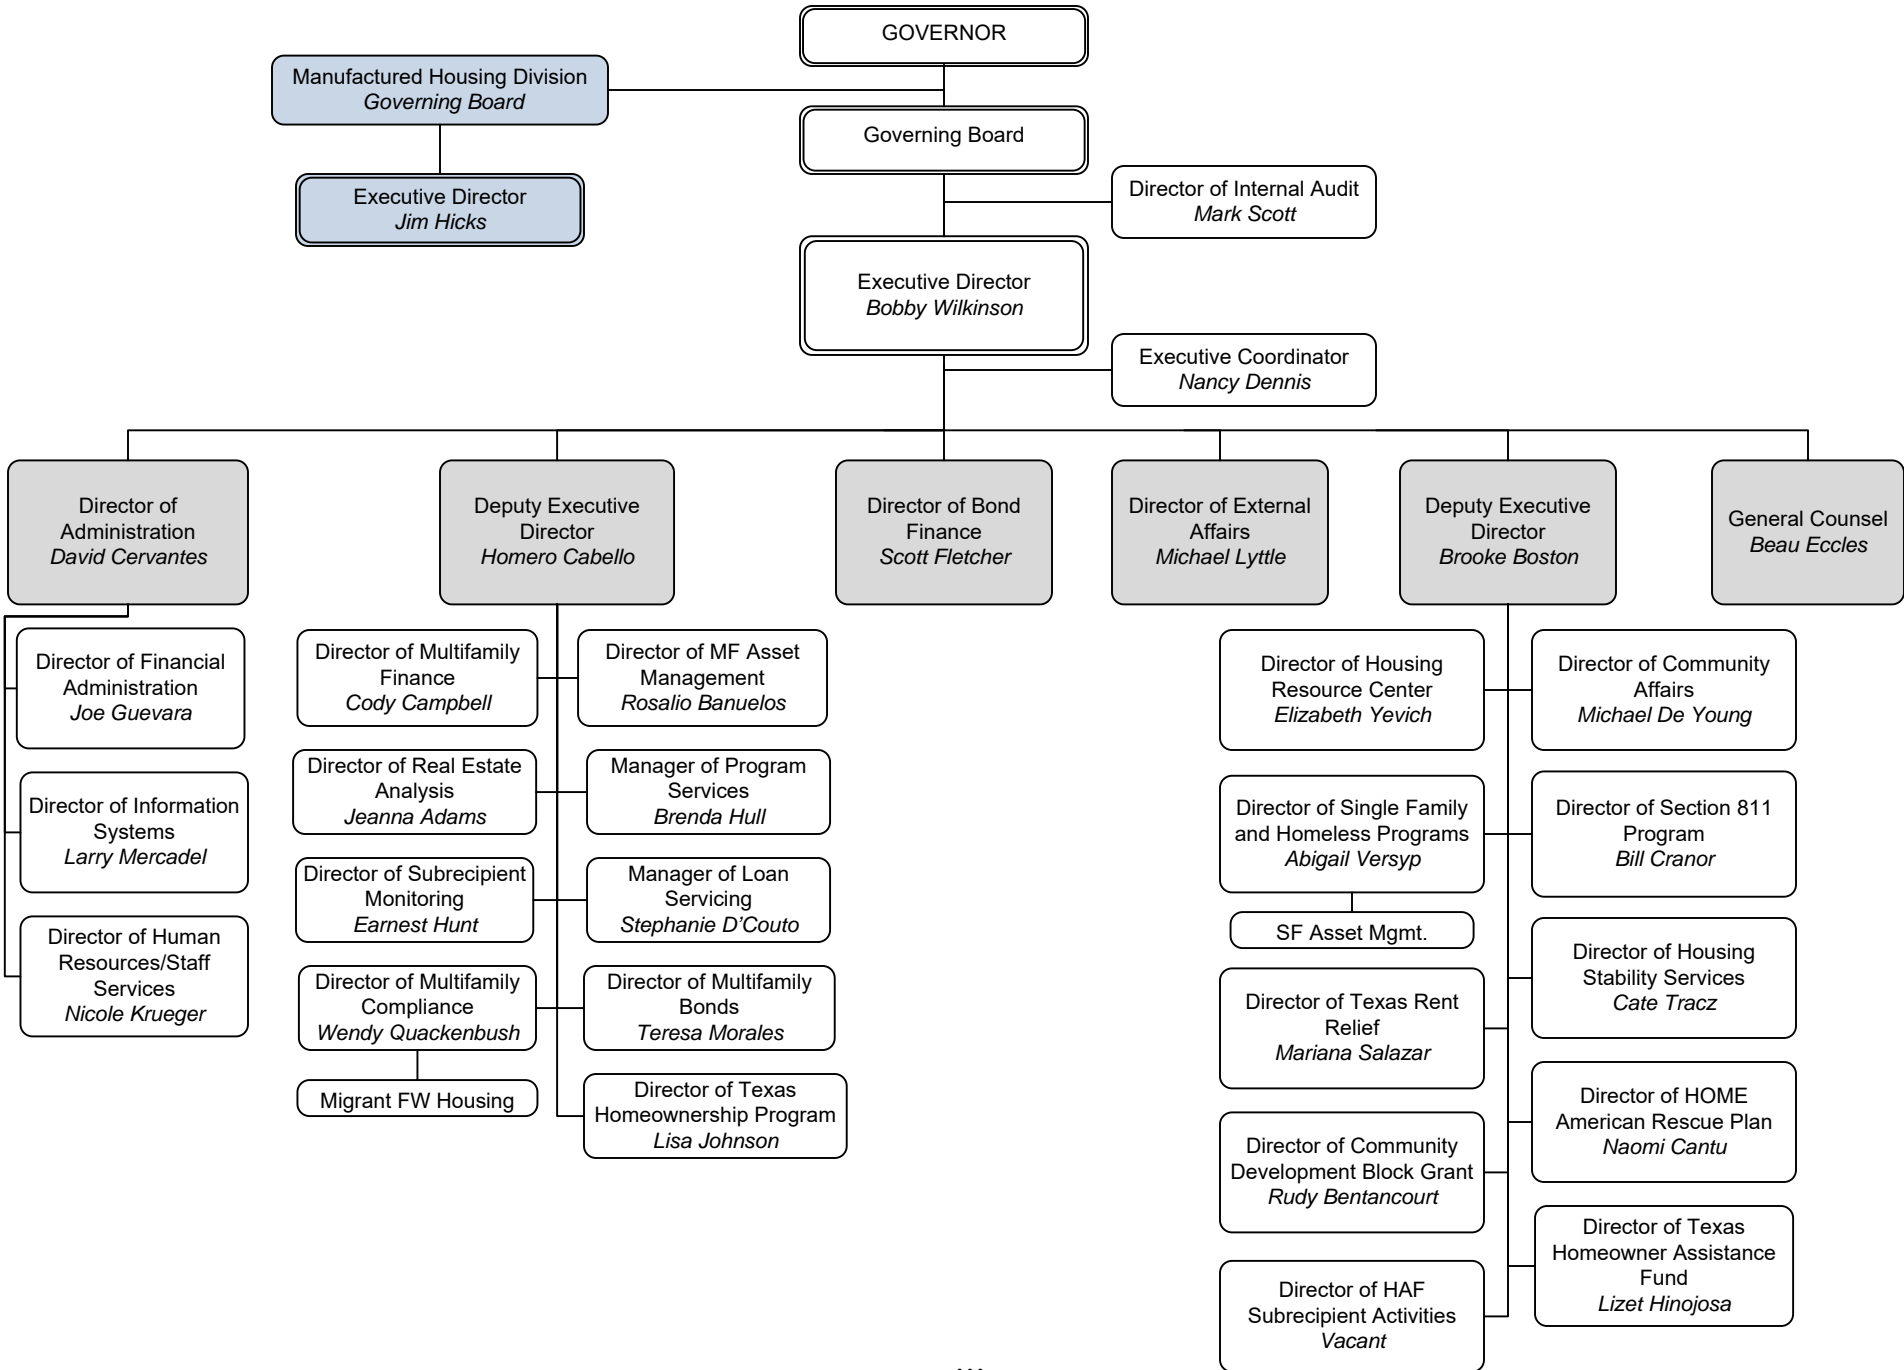 GOVERNOR
Manufactured Housing Division
Governing Board
Governing Board
Executive Director
Jim Hicks
Director of Internal Audit
Mark Scott
Executive Director
Bobby Wilkinson
Executive Coordinator
Nancy Dennis
Director of
Administration
David Cervantes
Deputy Executive
Director
Homero Cabello
Director of Bond
Finance
Scott Fletcher
Director of External
Affairs
Michael Lyttle
Deputy Executive
Director
Brooke Boston
General Counsel
Beau Eccles
Director of Financial
Administration
Joe Guevara
Director of Information
Systems
Larry Mercadel
Director of Human
Resources/Staff
Services
Nicole Krueger
Director of Multifamily
Finance
Cody Campbell
Director of MF Asset
Management
Rosalio Banuelos
Director of Real Estate
Analysis
Jeanna Adams
Manager of Program
Services
Brenda Hull
Director of Subrecipient
Monitoring
Earnest Hunt
Manager of Loan
Servicing
Stephanie D’Couto
Director of Multifamily
Compliance
Wendy Quackenbush
Director of Multifamily
Bonds
Teresa Morales
Migrant FW Housing
Director of Texas
Homeownership Program
Lisa Johnson
Director of Housing
Resource Center
Elizabeth Yevich
Director of Community
Affairs
Michael De Young
Director of Single Family
and Homeless Programs
Abigail Versyp
Director of Section 811
Program
Bill Cranor
SF Asset Mgmt.
Director of Housing
Stability Services
Cate Tracz
Director of Texas Rent
Relief
Mariana Salazar
Director of HOME
American Rescue Plan
Naomi Cantu
Director of Community
Development Block Grant
Rudy Bentancourt
Director of Texas
Homeowner Assistance
Fund
Lizet Hinojosa
Director of HAF
Subrecipient Activities
Vacant